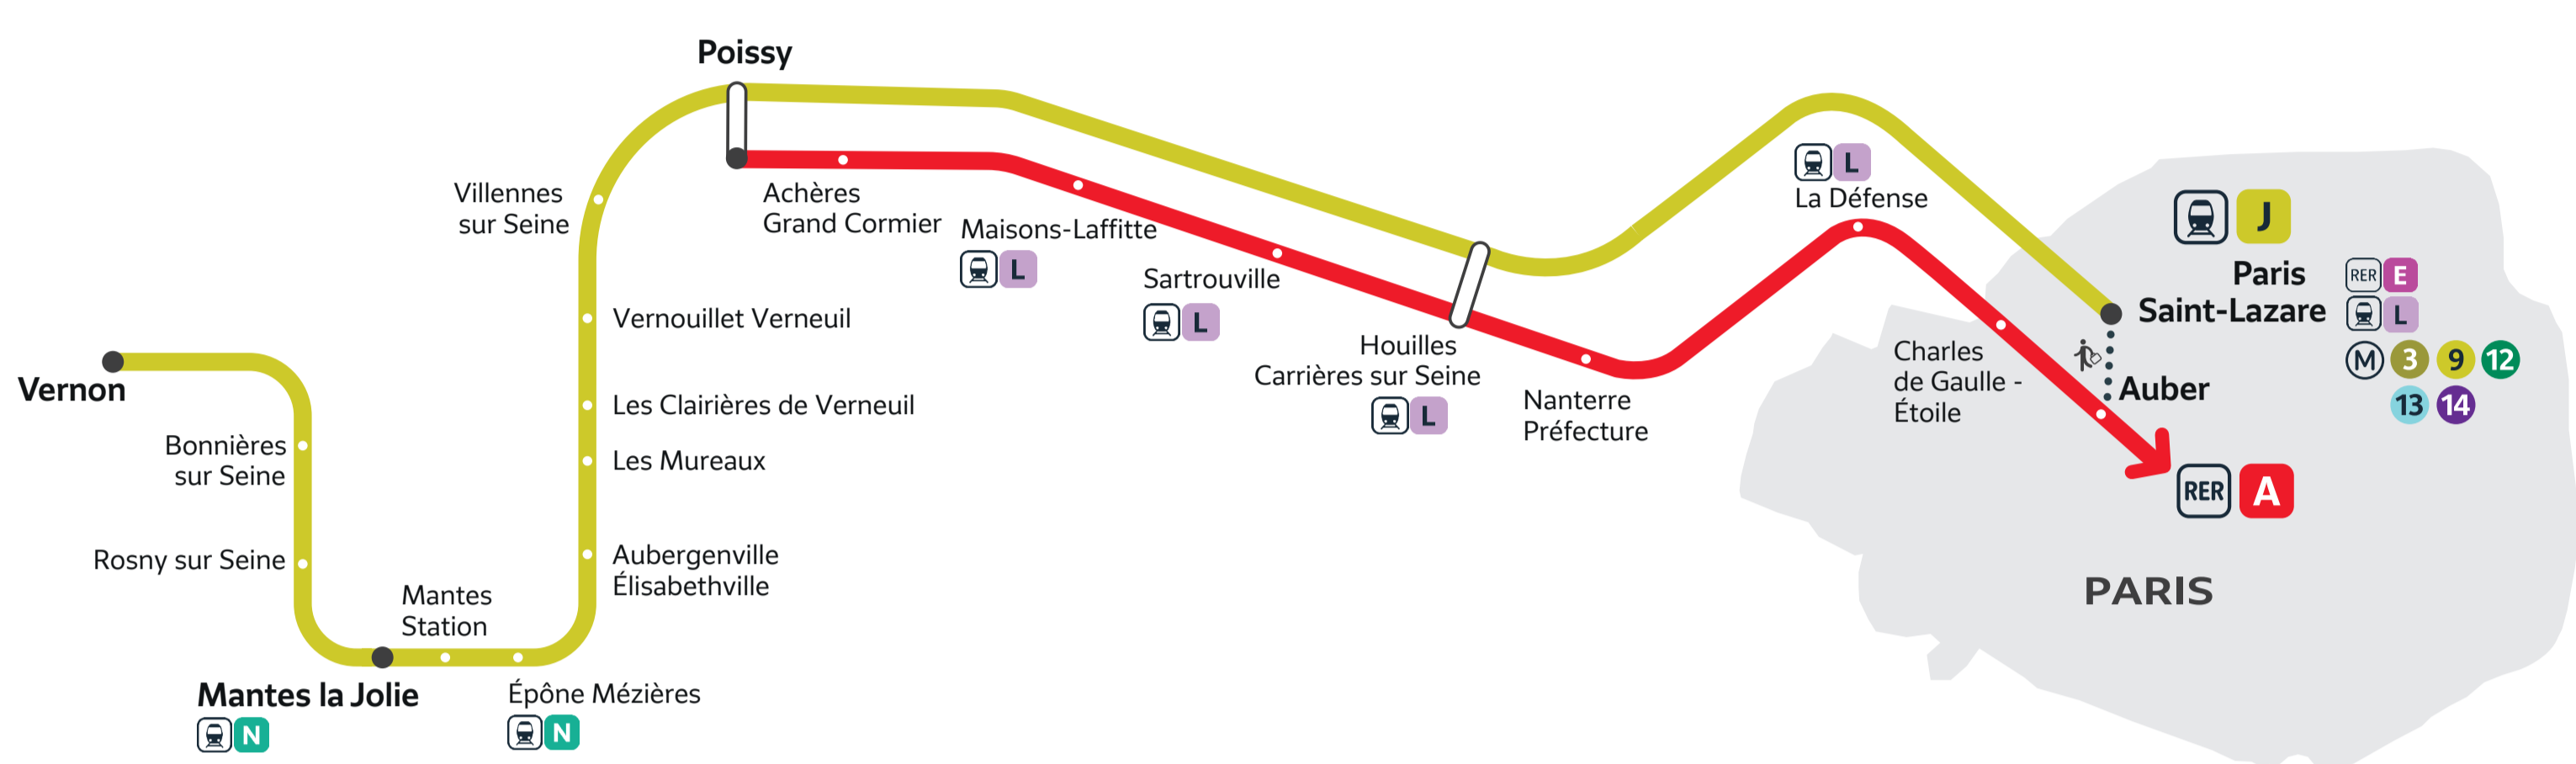 Poissy
Villennes
sur Seine
Achères
Grand Cormier
Maisons-Laffitte
L
Sartrouville
L
Houilles
Carrières sur Seine
L
Nanterre
Préfecture
L
La Défense
Charles
de Gaulle -
Étoile
J
Paris
Saint-Lazare
RER E
L
M 3 9 12
13 14
Auber
RER A
PARIS
Vernon
Bonnières
sur Seine
Rosny sur Seine
Mantes
Station
Mantes la Jolie
N
Épône Mézières
N
Vernouillet Verneuil
Les Clairières de Verneuil
Les Mureaux
Aubergenville
Élisabethville